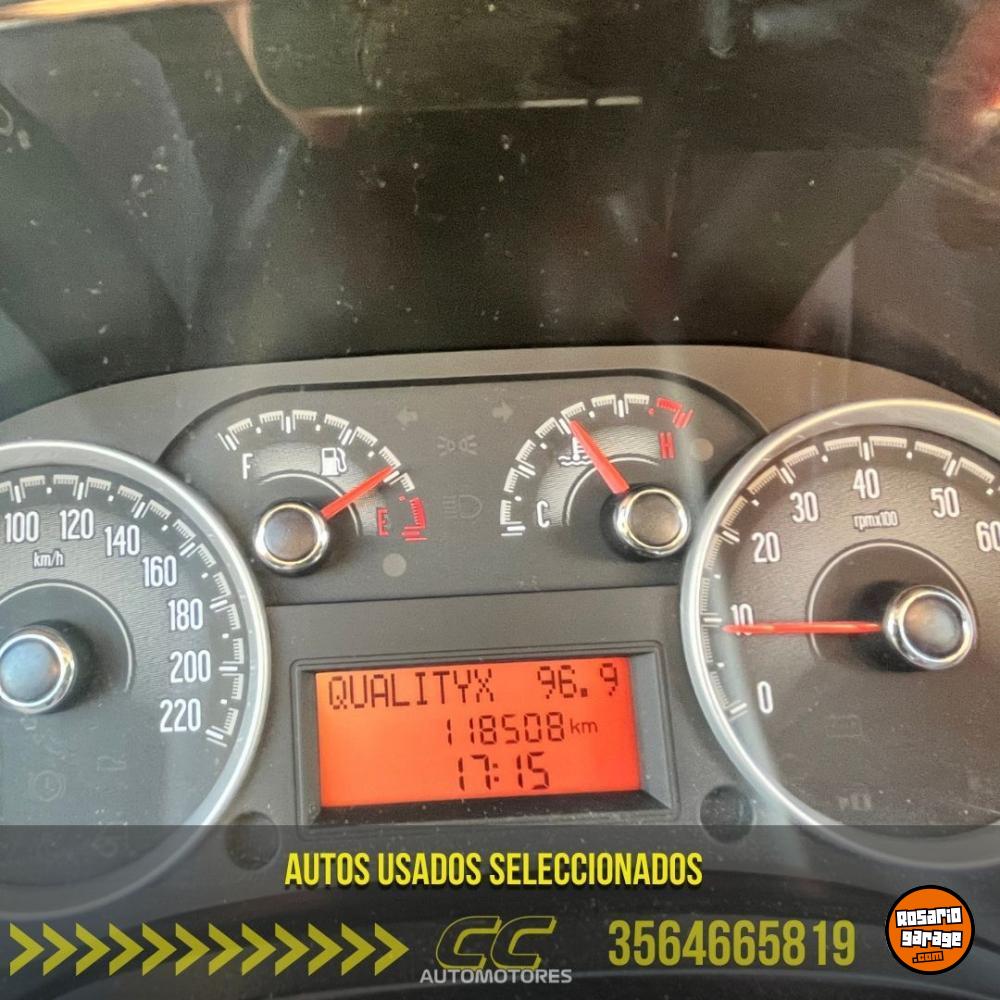 F
E
C
H
100
120
140
160
180
200
220
km/h
0
10
20
30
40
50
60
rpmx100
QUALITYX 96.9
118508 km
17:15
AUTOS USADOS SELECCIONADOS
CC
AUTOMOTORES
3564665819
Rosario
garage
.com